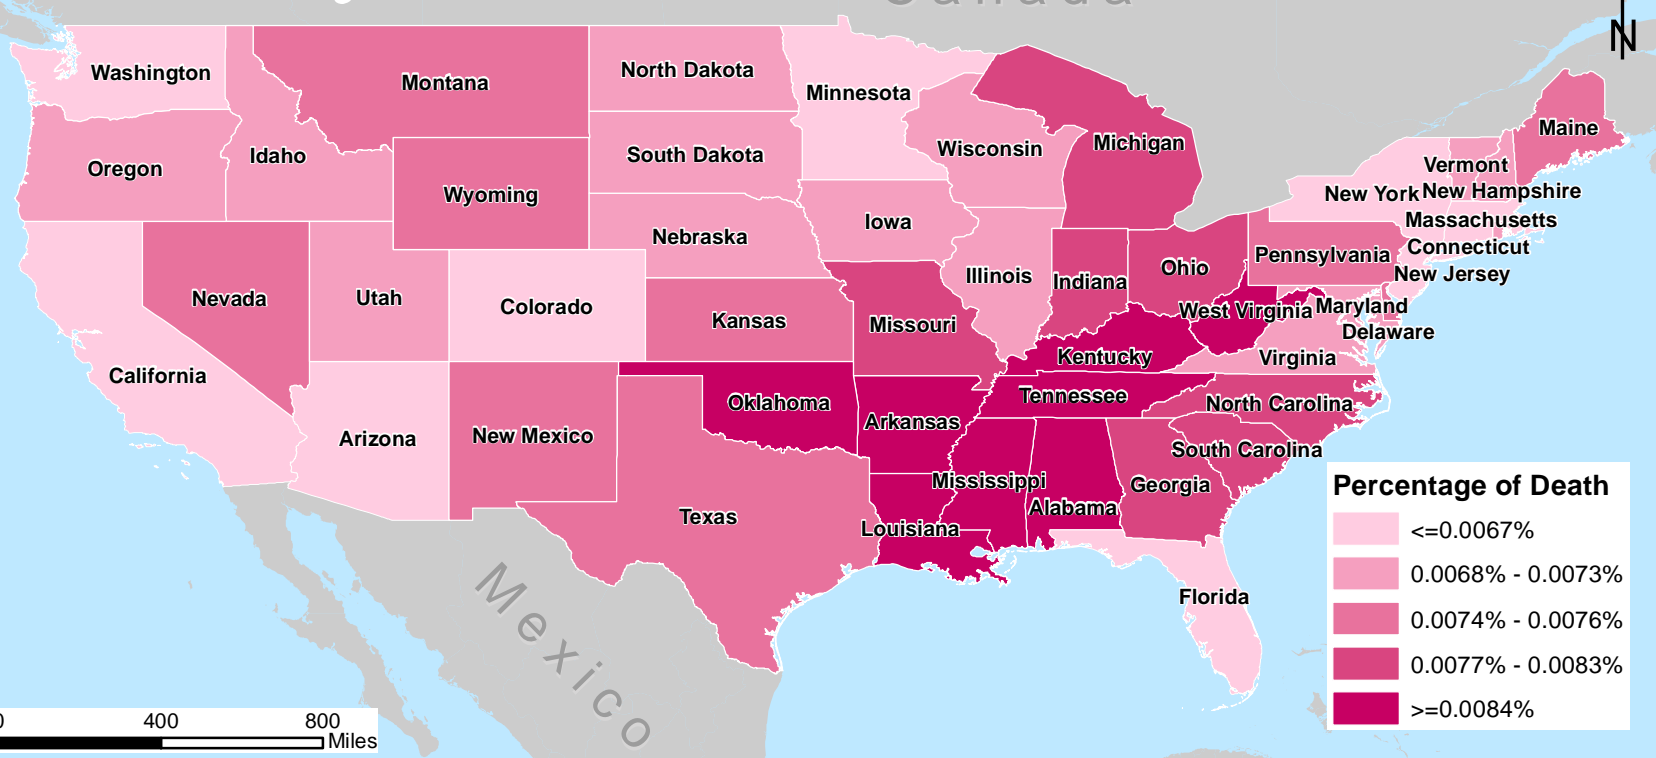 Canada
N
Washington
Montana
North Dakota
Minnesota
Maine
Oregon
Idaho
South Dakota
Wisconsin
Michigan
Vermont
Wyoming
New York
New Hampshire
Massachusetts
Nebraska
Iowa
Connecticut
Pennsylvania
Nevada
Utah
Illinois
Indiana
Ohio
New Jersey
Colorado
West Virginia
Maryland
Kansas
Missouri
Delaware
California
Kentucky
Virginia
Oklahoma
Tennessee
North Carolina
Arizona
New Mexico
Arkansas
South Carolina
Mississippi
Georgia
Texas
Louisiana
Alabama
Florida
Mexico
Percentage of Death
<=0.0067%
0.0068% - 0.0073%
0.0074% - 0.0076%
0.0077% - 0.0083%
>=0.0084%
0 400 800
Miles